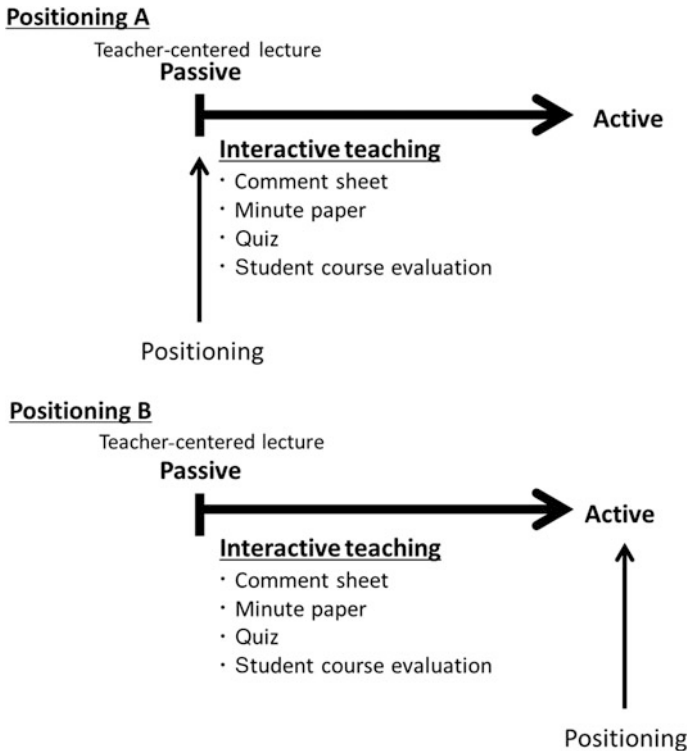 Positioning A
Teacher-centered lecture
Passive
Active
Interactive teaching
・Comment sheet
・Minute paper
・Quiz
・Student course evaluation
Positioning
Positioning B
Teacher-centered lecture
Passive
Active
Interactive teaching
・Comment sheet
・Minute paper
・Quiz
・Student course evaluation
Positioning